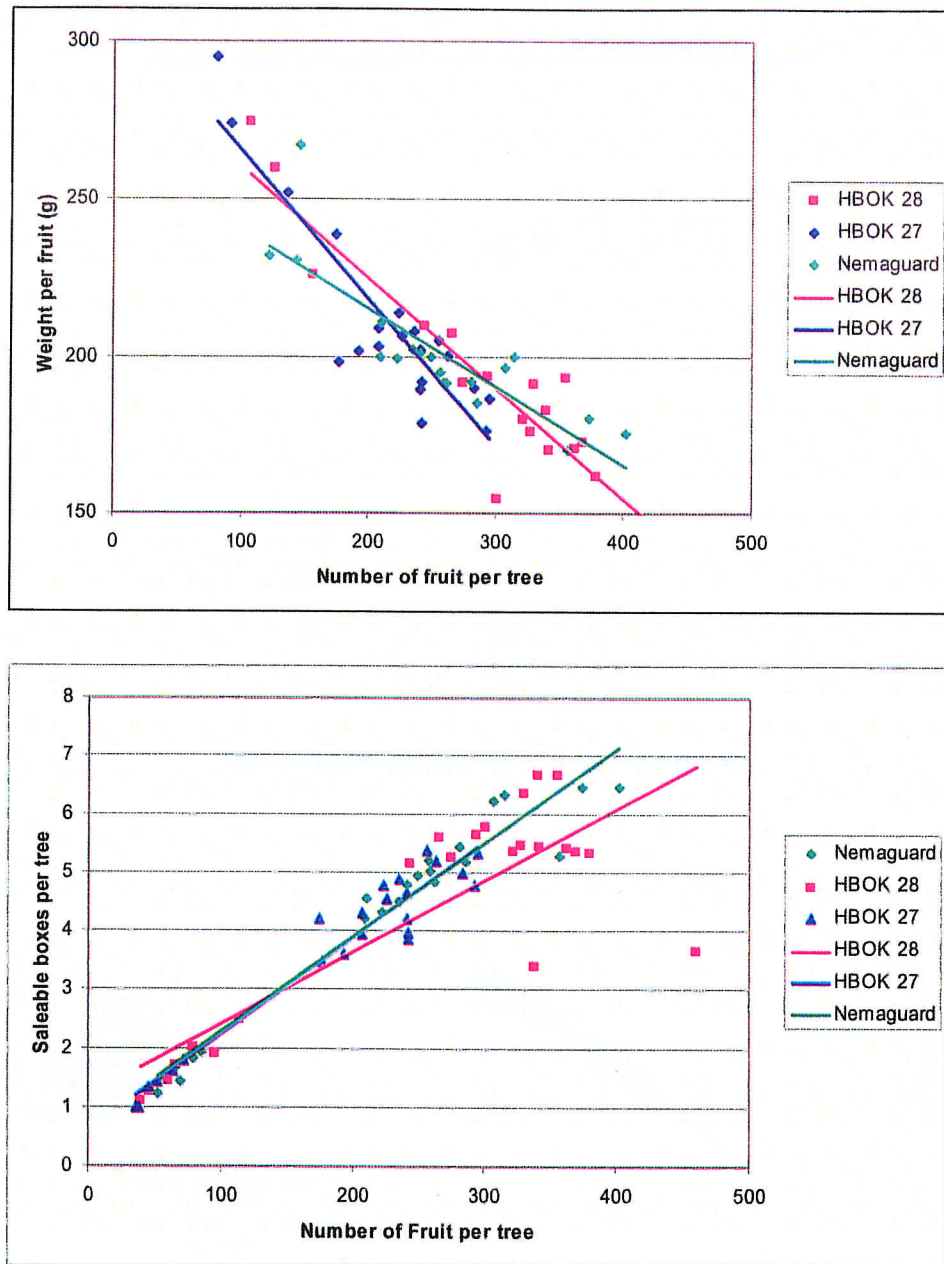 300
250
200
150
Weight per fruit (g)
0
100
200
300
400
500
Number of fruit per tree
HBOK 28
HBOK 27
Nemaguard
HBOK 28
HBOK 27
Nemaguard
8
7
6
5
4
3
2
1
0
Saleable boxes per tree
0
100
200
300
400
500
Number of Fruit per tree
Nemaguard
HBOK 28
HBOK 27
HBOK 28
HBOK 27
Nemaguard